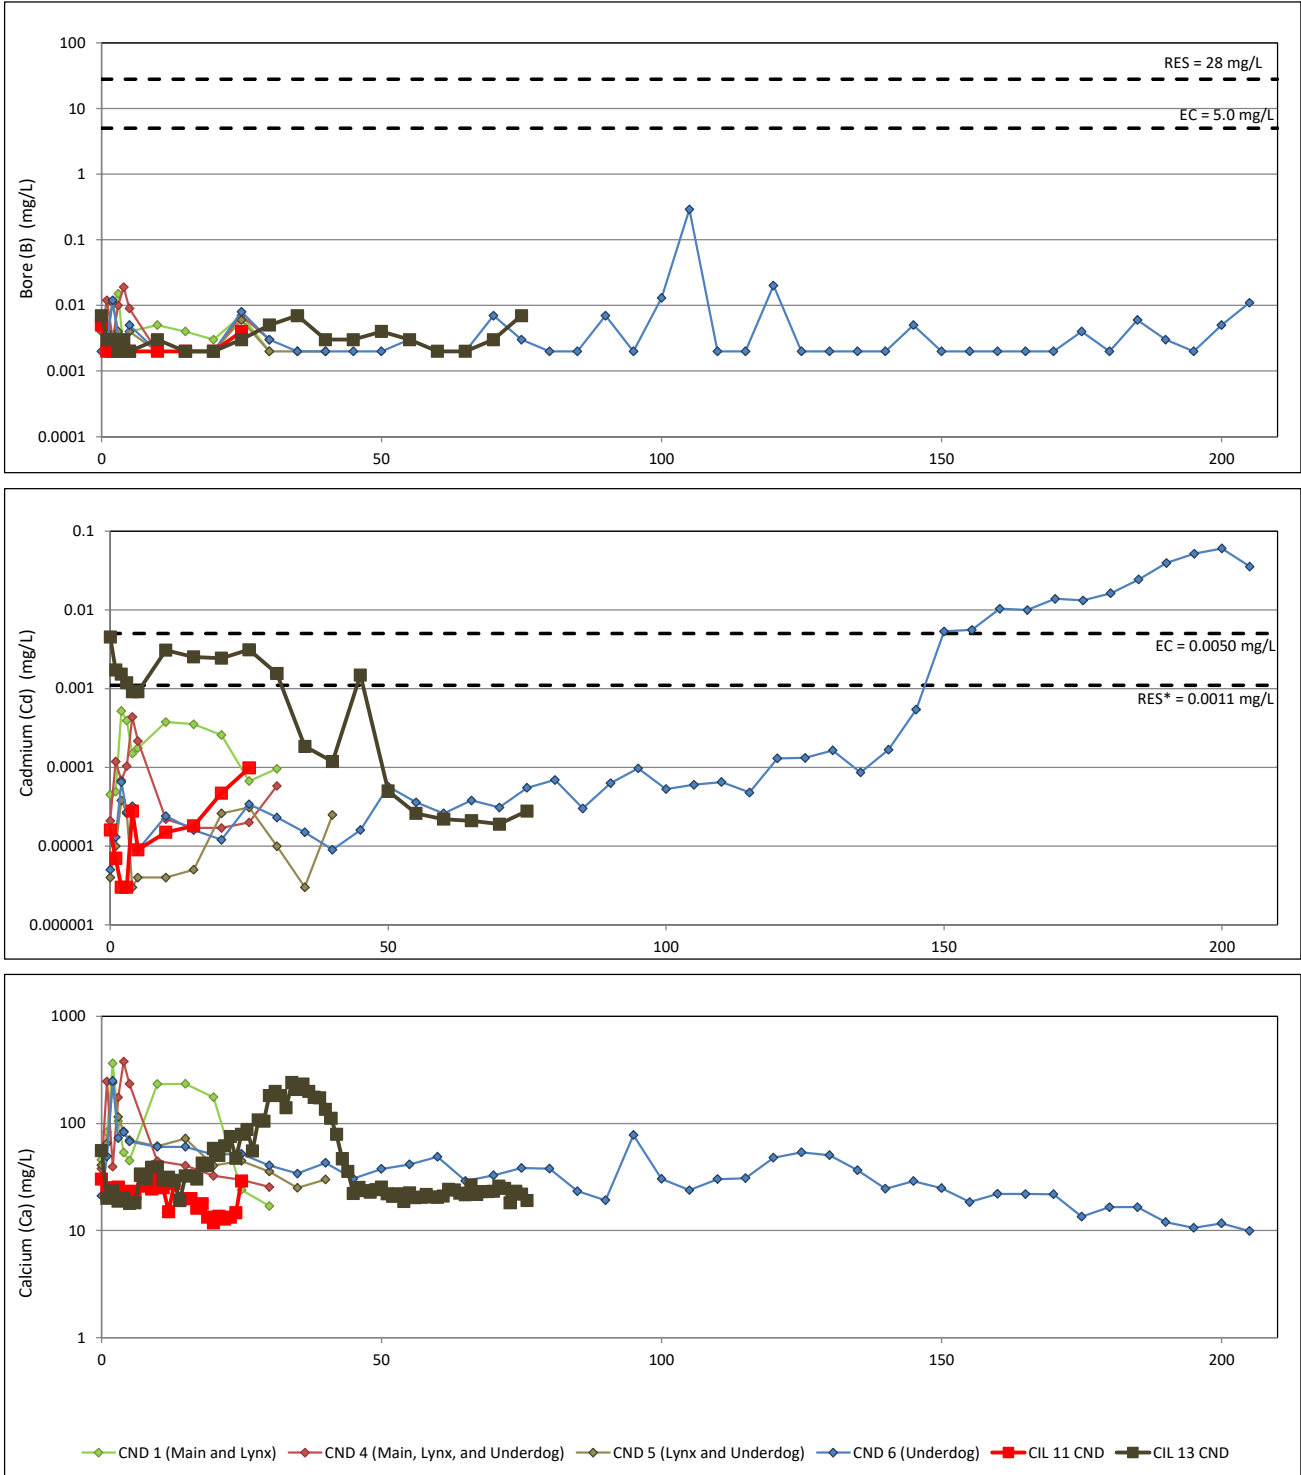 100
10
1
0.1
0.01
0.001
0.0001
Bore (B) (mg/L)
RES = 28 mg/L
EC = 5.0 mg/L
0 50 100 150 200
0.1
0.01
0.001
0.0001
0.00001
0.000001
Cadmium (Cd) (mg/L)
EC = 0.0050 mg/L
RES* = 0.0011 mg/L
0 50 100 150 200
1000
100
10
1
Calcium (Ca) (mg/L)
0 50 100 150 200
CND 1 (Main and Lynx) CND 4 (Main, Lynx, and Underdog) CND 5 (Lynx and Underdog) CND 6 (Underdog) CIL 11 CND CIL 13 CND